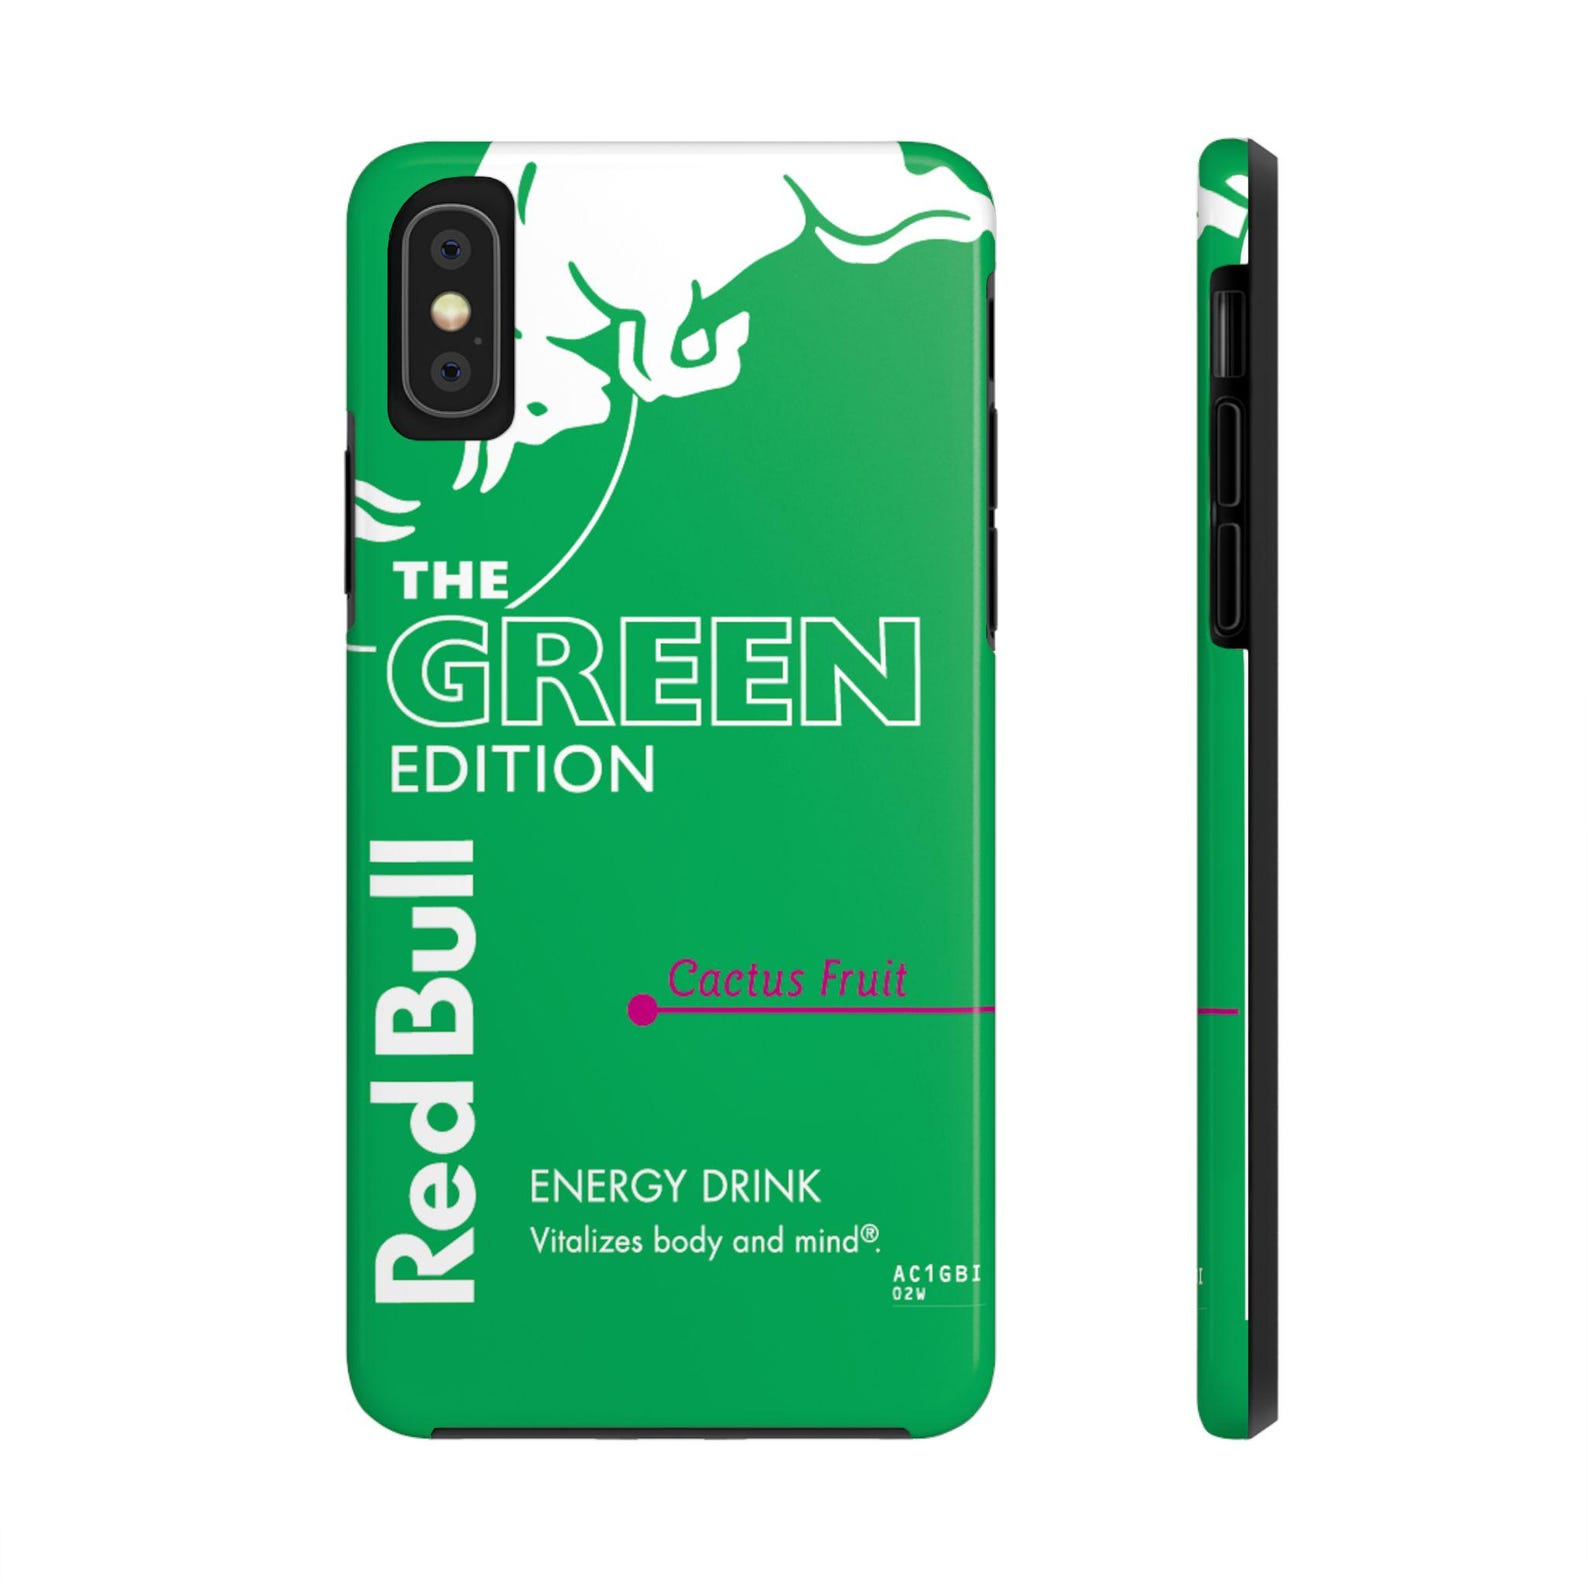 THE
GREEN
EDITION
Red Bull
Cactus Fruit
ENERGY DRINK
Vitalizes body and mind®.
AC1GBI
02W
I